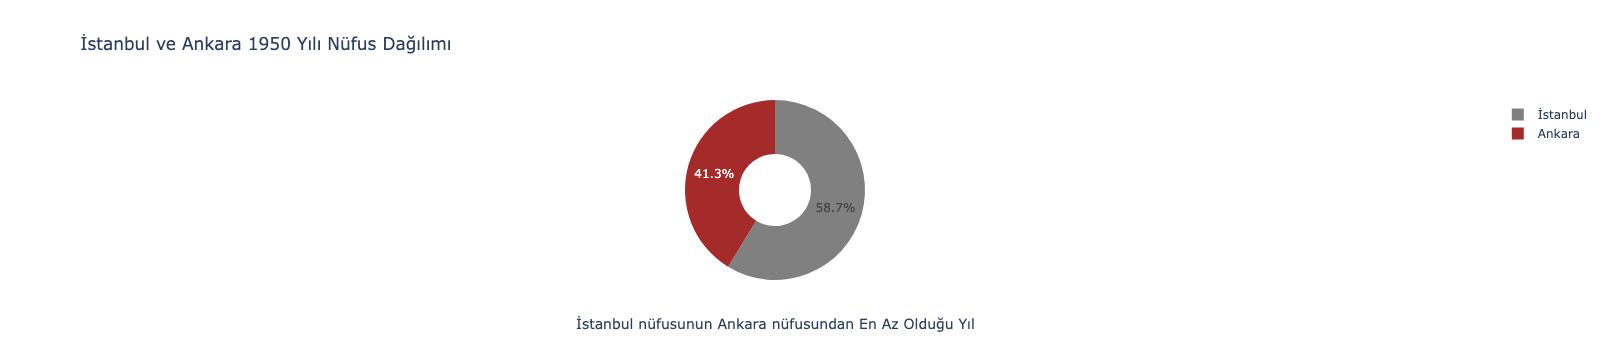 İstanbul ve Ankara 1950 Yılı Nüfus Dağılımı
İstanbul
Ankara
41.3%
58.7%
İstanbul nüfusunun Ankara nüfusundan En Az Olduğu Yıl